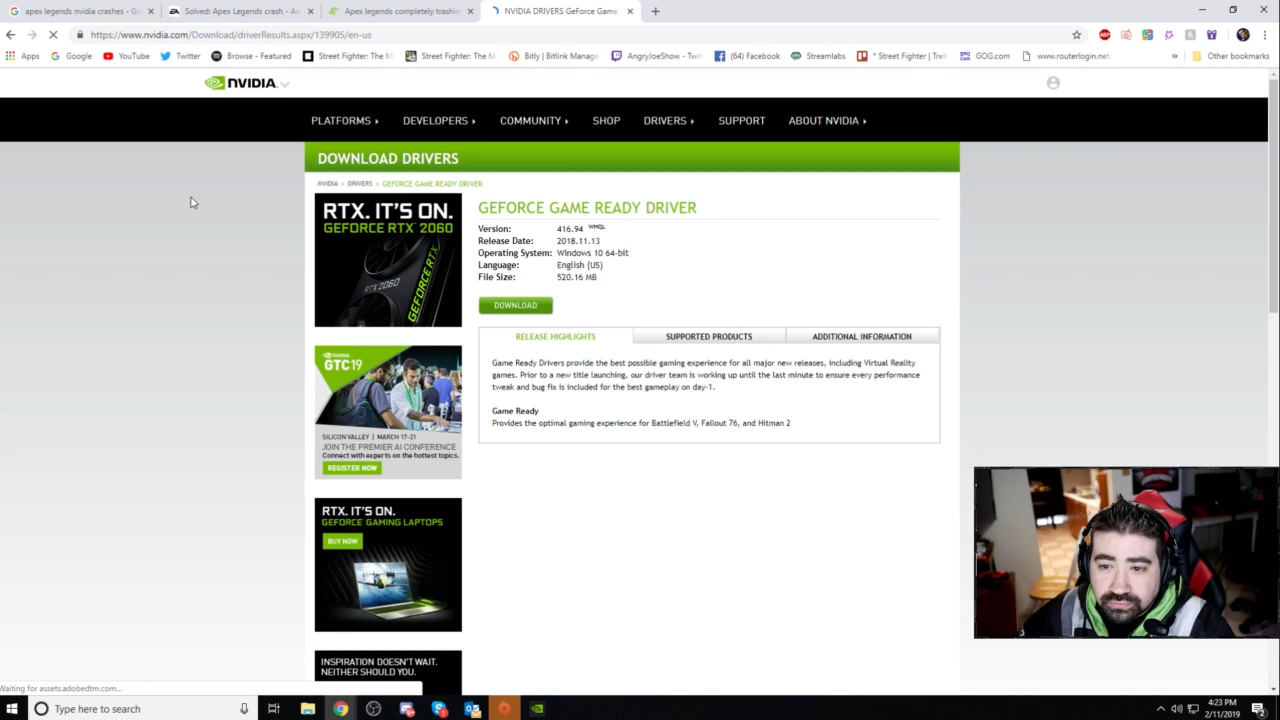 apex legends nvidia crashes - Go
Solved: Apex Legends crash - An
Apex legends completely trashin
NVIDIA DRIVERS GeForce Game
https://www.nvidia.com/Download/driverResults.aspx/139905/en-us
Apps
Google
YouTube
Twitter
Browse - Featured
Street Fighter: The M
Street Fighter: The M
Bitly | Bitlink Manage
AngryJoeShow - Twi
(64) Facebook
Streamlabs
* Street Fighter | Trel
GOG.com
www.routerlogin.net
Other bookmarks
NVIDIA
PLATFORMS
DEVELOPERS
COMMUNITY
SHOP
DRIVERS
SUPPORT
ABOUT NVIDIA
DOWNLOAD DRIVERS
NVIDIA > DRIVERS > GEFORCE GAME READY DRIVER
RTX. IT'S ON.
GEFORCE RTX 2060
RTX 2060
GEFORCE RTX
GEFORCE GAME READY DRIVER
Version: 416.94 WHQL
Release Date: 2018.11.13
Operating System: Windows 10 64-bit
Language: English (US)
File Size: 520.16 MB
DOWNLOAD
RELEASE HIGHLIGHTS
SUPPORTED PRODUCTS
ADDITIONAL INFORMATION
Game Ready Drivers provide the best possible gaming experience for all major new releases, including Virtual Reality
games. Prior to a new title launching, our driver team is working up until the last minute to ensure every performance
tweak and bug fix is included for the best gameplay on day-1.
Game Ready
Provides the optimal gaming experience for Battlefield V, Fallout 76, and Hitman 2
NVIDIA
GTC19
SILICON VALLEY | MARCH 17-21
JOIN THE PREMIER AI CONFERENCE
Connect with experts on the hottest topics.
REGISTER NOW
RTX. IT'S ON.
GEFORCE GAMING LAPTOPS
BUY NOW
INSPIRATION DOESN'T WAIT.
NEITHER SHOULD YOU.
Waiting for assets.adobedtm.com...
Type here to search
4:23 PM
2/11/2019
2